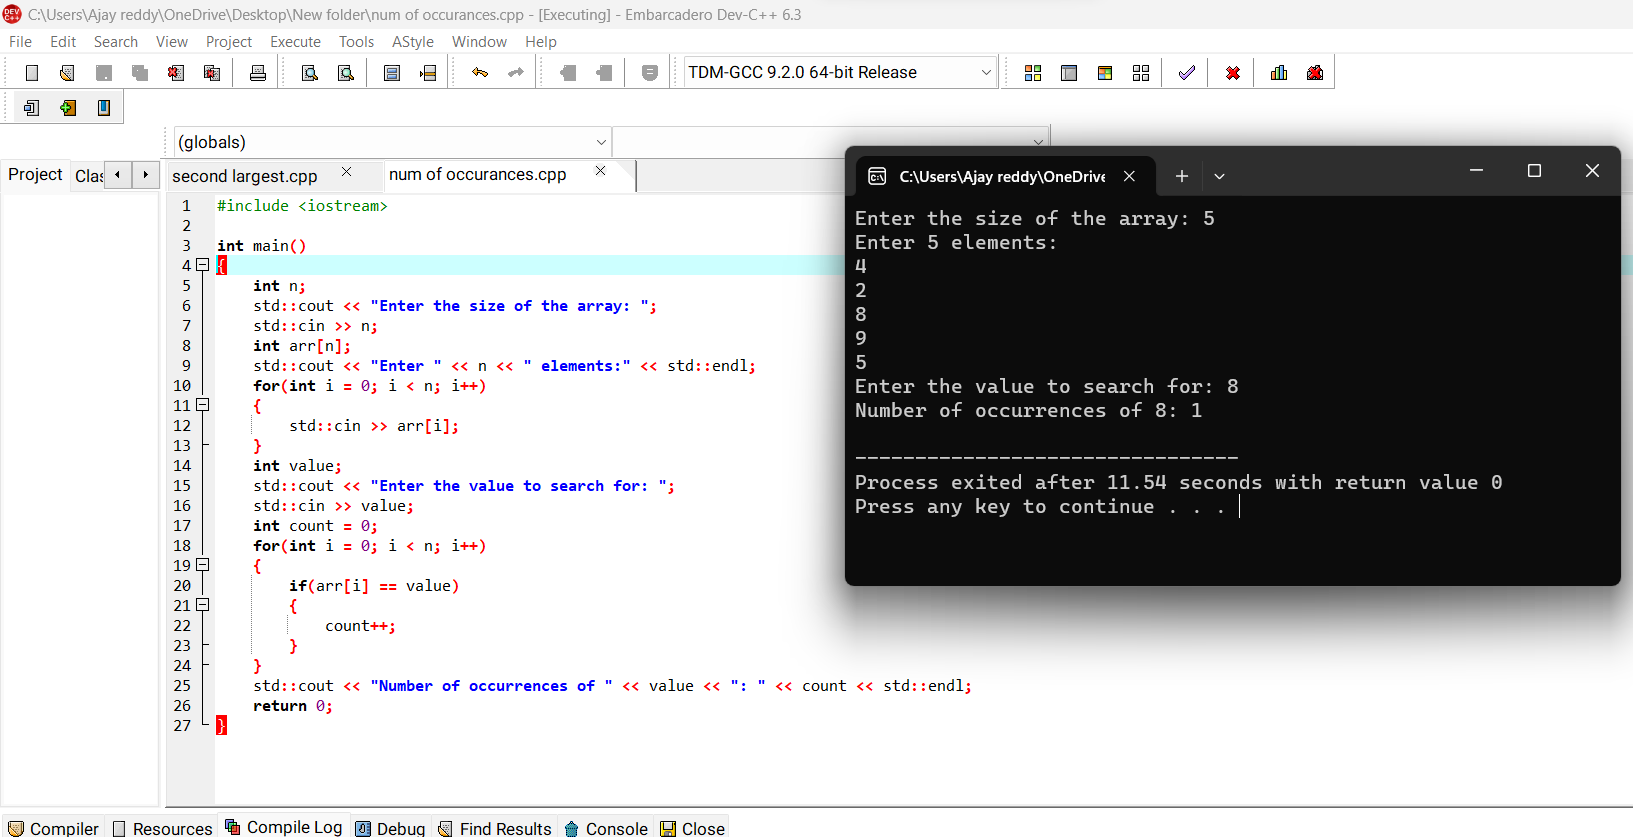 C:\Users\Ajay reddy\OneDrive\Desktop\New folder\num of occurances.cpp - [Executing] - Embarcadero Dev-C++ 6.3
File Edit Search View Project Execute Tools AStyle Window Help
TDM-GCC 9.2.0 64-bit Release
(globals)
Project Clas
second largest.cpp num of occurances.cpp
1 #include <iostream>
2
3 int main()
4 {
5 int n;
6 std::cout << "Enter the size of the array: ";
7 std::cin >> n;
8 int arr[n];
9 std::cout << "Enter " << n << " elements:" << std::endl;
10 for(int i = 0; i < n; i++)
11 {
12 std::cin >> arr[i];
13 }
14 int value;
15 std::cout << "Enter the value to search for: ";
16 std::cin >> value;
17 int count = 0;
18 for(int i = 0; i < n; i++)
19 {
20 if(arr[i] == value)
21 {
22 count++;
23 }
24 }
25 std::cout << "Number of occurrences of " << value << ": " << count << std::endl;
26 return 0;
27 }
C:\Users\Ajay reddy\OneDrive
Enter the size of the array: 5
Enter 5 elements:
4
2
8
9
5
Enter the value to search for: 8
Number of occurrences of 8: 1
--------------------------------
Process exited after 11.54 seconds with return value 0
Press any key to continue . . .
Compiler Resources Compile Log Debug Find Results Console Close